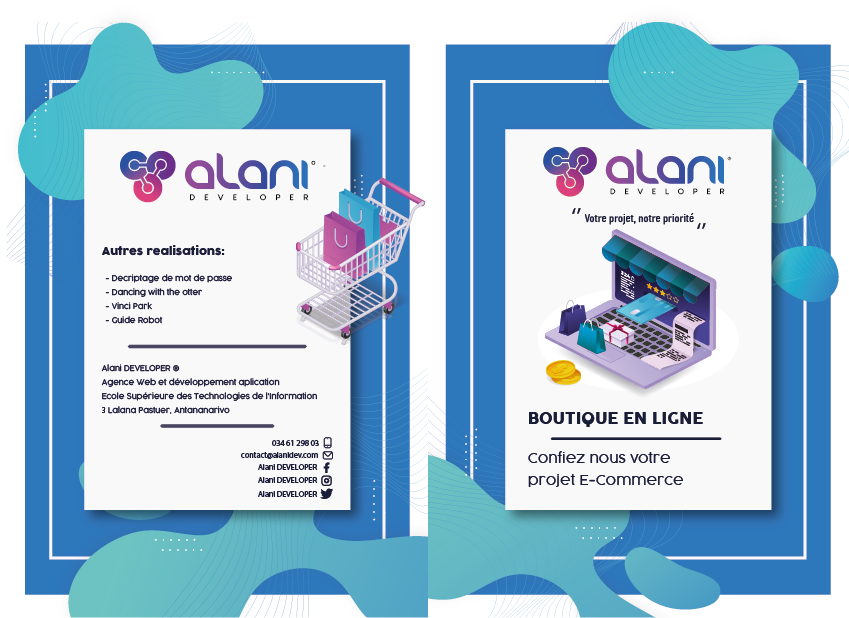 alani
DEVELOPER
Autres realisations:
- Decriptage de mot de passe
- Dancing with the otter
- Vinci Park
- Guide Robot
Alani DEVELOPER ®
Agence Web et développement aplication
Ecole Supérieure des Technologies de l'Information
3 Lalana Pastuer, Antananarivo
034 61 298 03
contact@alanidev.com
Alani DEVELOPER
Alani DEVELOPER
Alani DEVELOPER
alani
DEVELOPER
“ Votre projet, notre priorité „
BOUTIQUE EN LIGNE
Confiez nous votre
projet E-Commerce